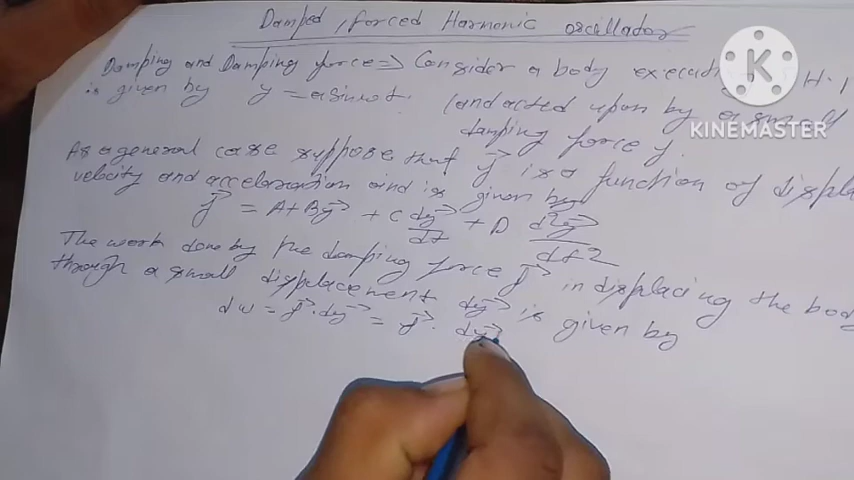 Damped, forced Harmonic oscillator
Damping and Damping force ⇒ Consider a body executing H.
is given by y = a sin wt. (and acted upon by a small
damping force f.
As a general case suppose that f⃗ is a function of displa
velocity and acceleration and is given by
f⃗ = A + By⃗ + C dy⃗/dt + D d²y⃗/dt2
The work done by the damping force f⃗ in displacing the body
through a small displacement dy⃗ is given by
dw = f⃗.dy⃗ = f⃗. dy⃗
KINEMASTER